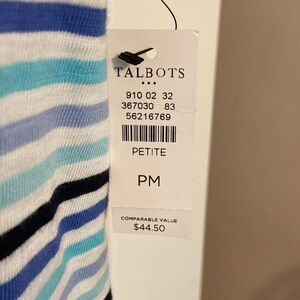 TALBOTS
910 02 32
367030 83
56216769
PETITE
PM
COMPARABLE VALUE
$44.50